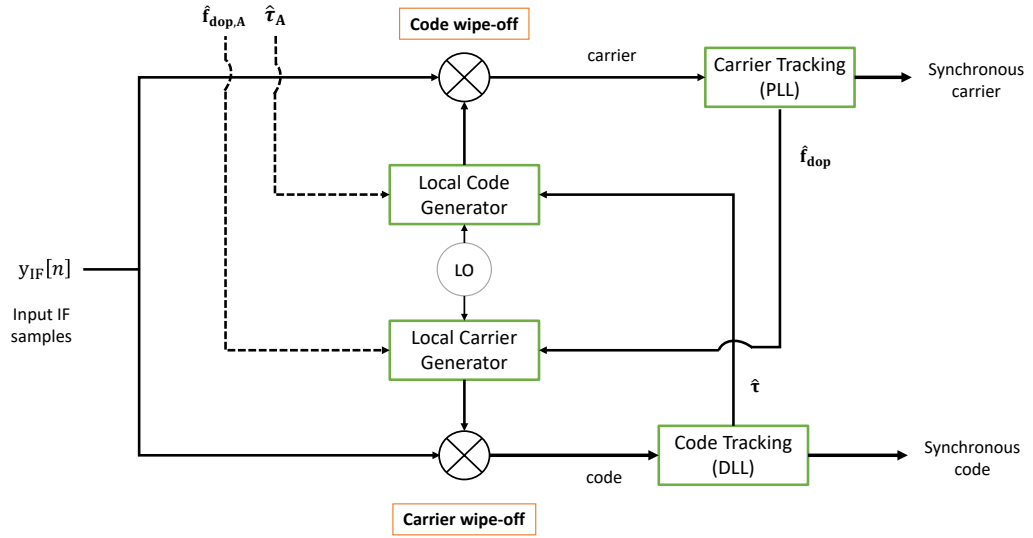 f̂dop,A
τ̂A
Code wipe-off
carrier
Carrier Tracking
(PLL)
Synchronous
carrier
f̂dop
Local Code
Generator
yIF[n]
LO
Input IF
samples
Local Carrier
Generator
τ̂
Code Tracking
(DLL)
code
Synchronous
code
Carrier wipe-off